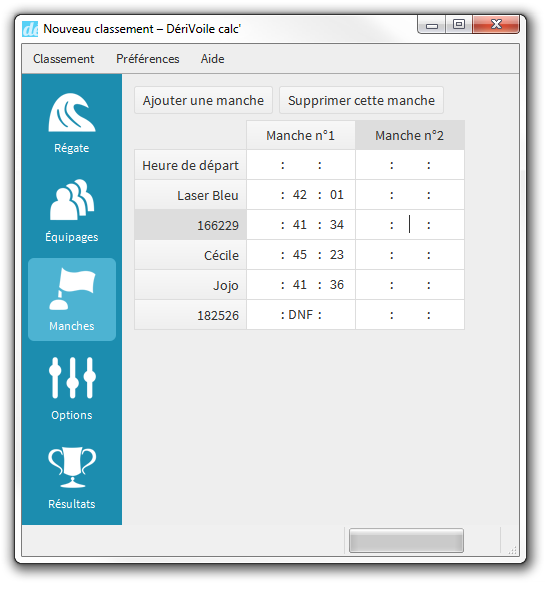 Nouveau classement – DériVoile calc'
Classement Préférences Aide
Ajouter une manche Supprimer cette manche
Manche n°1 Manche n°2
Heure de départ : : : :
Laser Bleu : 42 : 01 : :
166229 : 41 : 34 : :
Cécile : 45 : 23 : :
Jojo : 41 : 36 : :
182526 : DNF : : :
Régate
Équipages
Manches
Options
Résultats